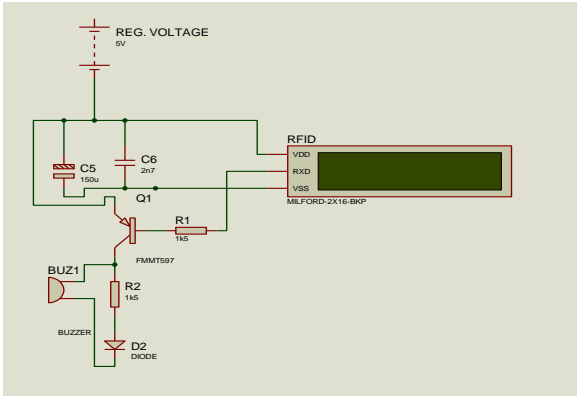 REG. VOLTAGE
5V
RFID
VDD
RXD
VSS
MILFORD-2X16-BKP
C5
150u
C6
2n7
Q1
FMMT597
R1
1k5
BUZ1
BUZZER
R2
1k5
D2
DIODE